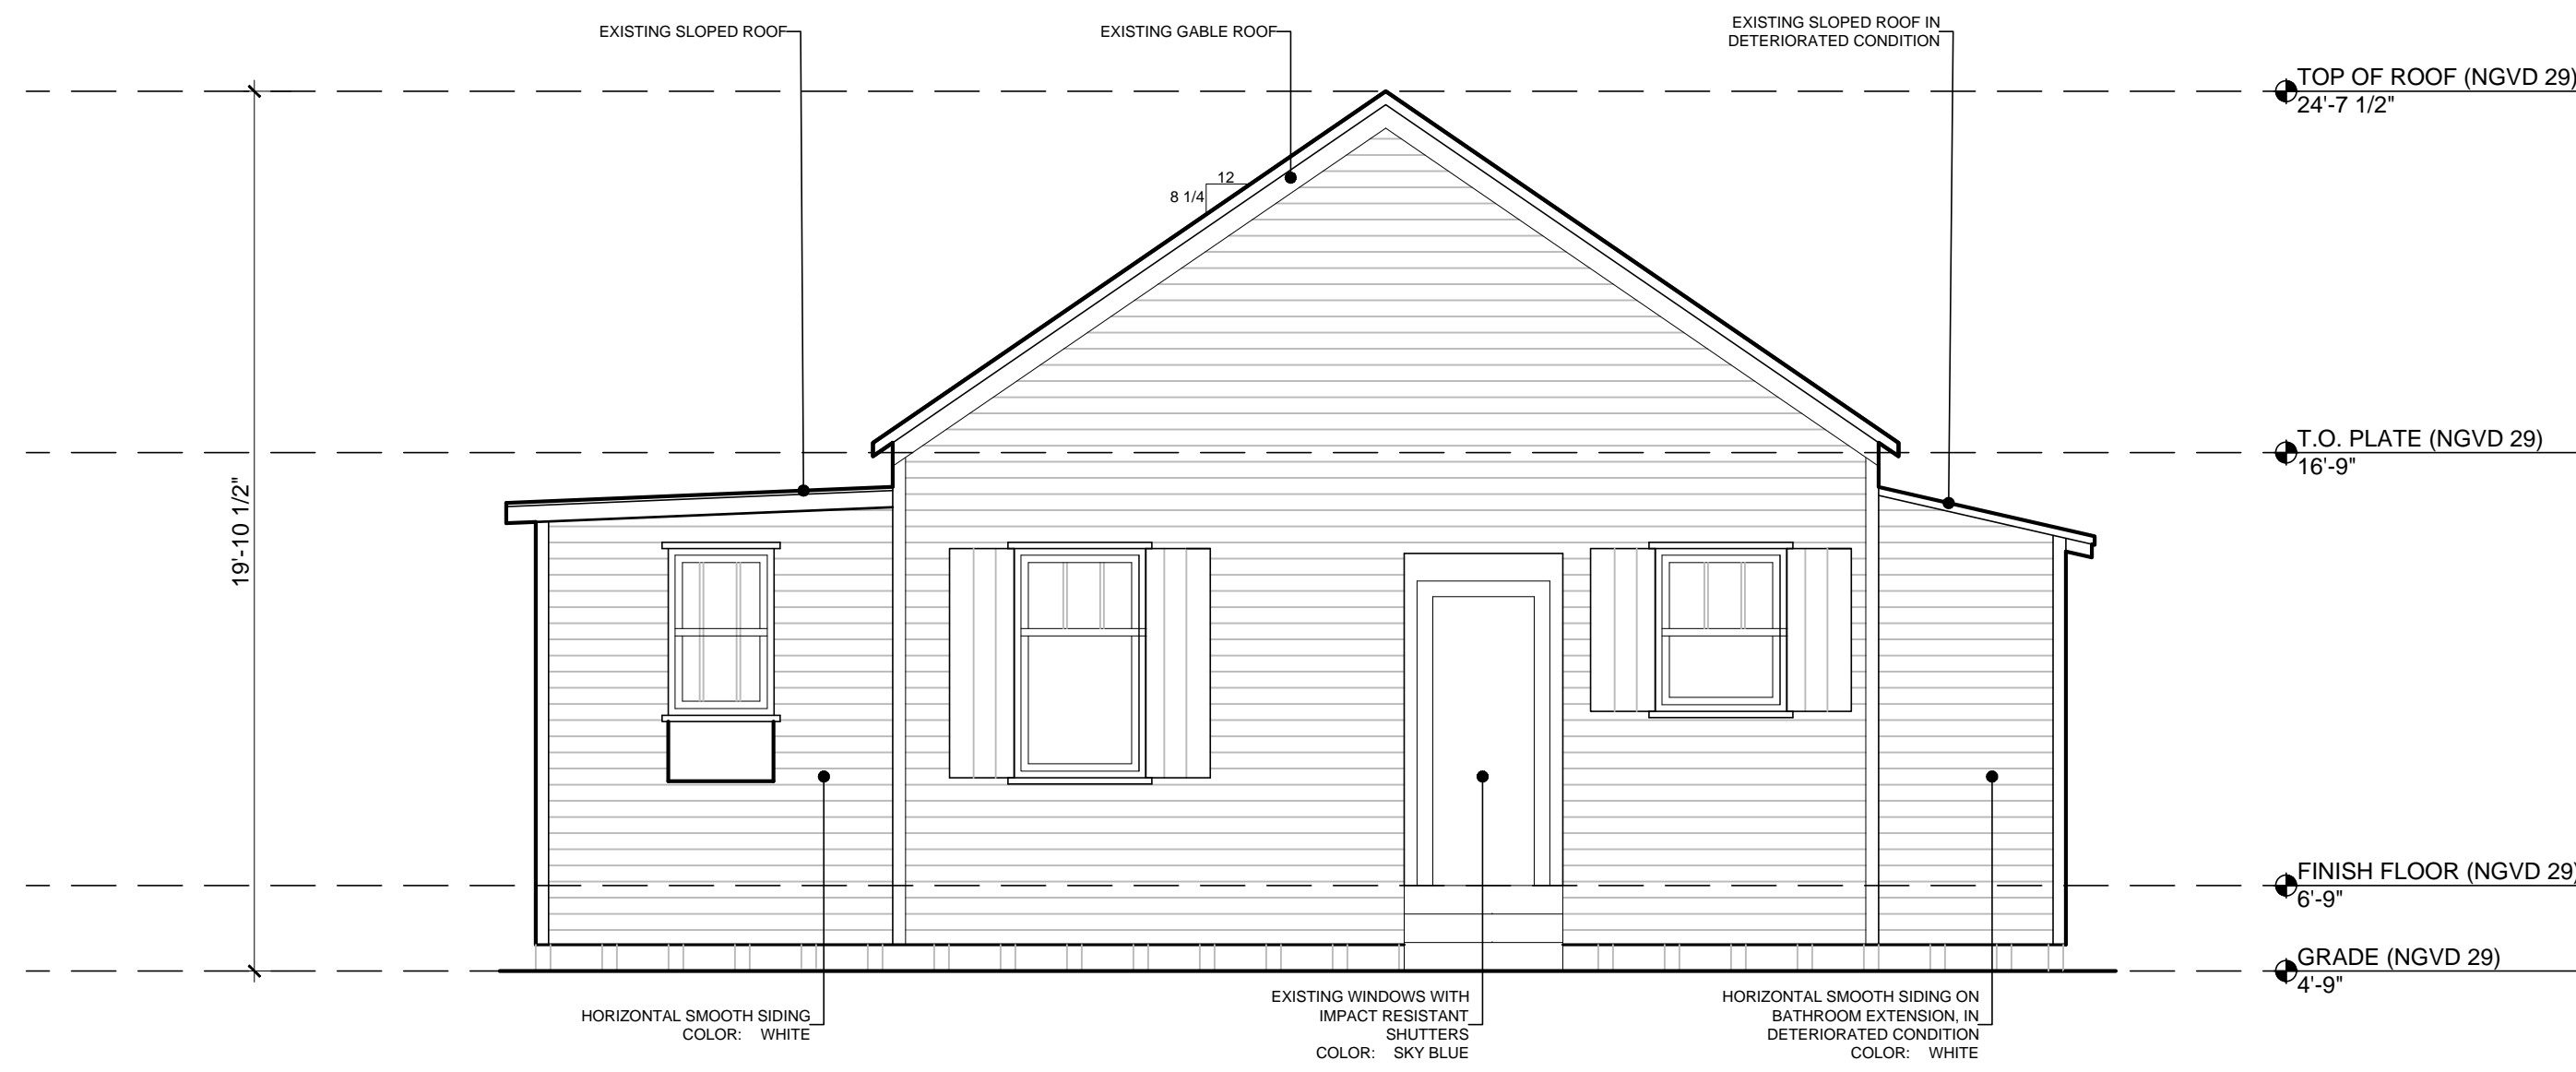 EXISTING SLOPED ROOF
EXISTING GABLE ROOF
EXISTING SLOPED ROOF IN
DETERIORATED CONDITION
TOP OF ROOF (NGVD 29)
24'-7 1/2"
12
8 1/4
T.O. PLATE (NGVD 29)
16'-9"
19'-10 1/2"
FINISH FLOOR (NGVD 29)
6'-9"
GRADE (NGVD 29)
4'-9"
HORIZONTAL SMOOTH SIDING
COLOR: WHITE
EXISTING WINDOWS WITH
IMPACT RESISTANT
SHUTTERS
COLOR: SKY BLUE
HORIZONTAL SMOOTH SIDING ON
BATHROOM EXTENSION, IN
DETERIORATED CONDITION
COLOR: WHITE